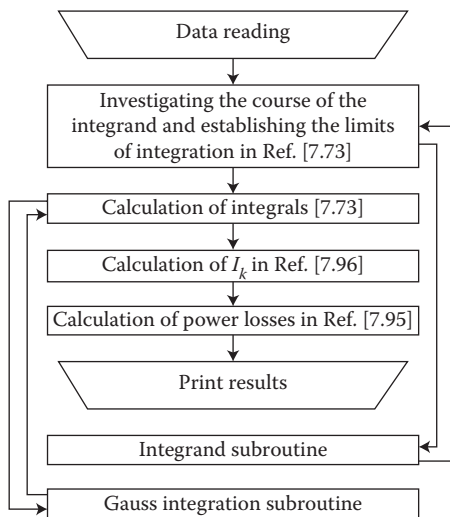 Data reading
Investigating the course of the
integrand and establishing the limits
of integration in Ref. [7.73]
Calculation of integrals [7.73]
Calculation of I_k in Ref. [7.96]
Calculation of power losses in Ref. [7.95]
Print results
Integrand subroutine
Gauss integration subroutine